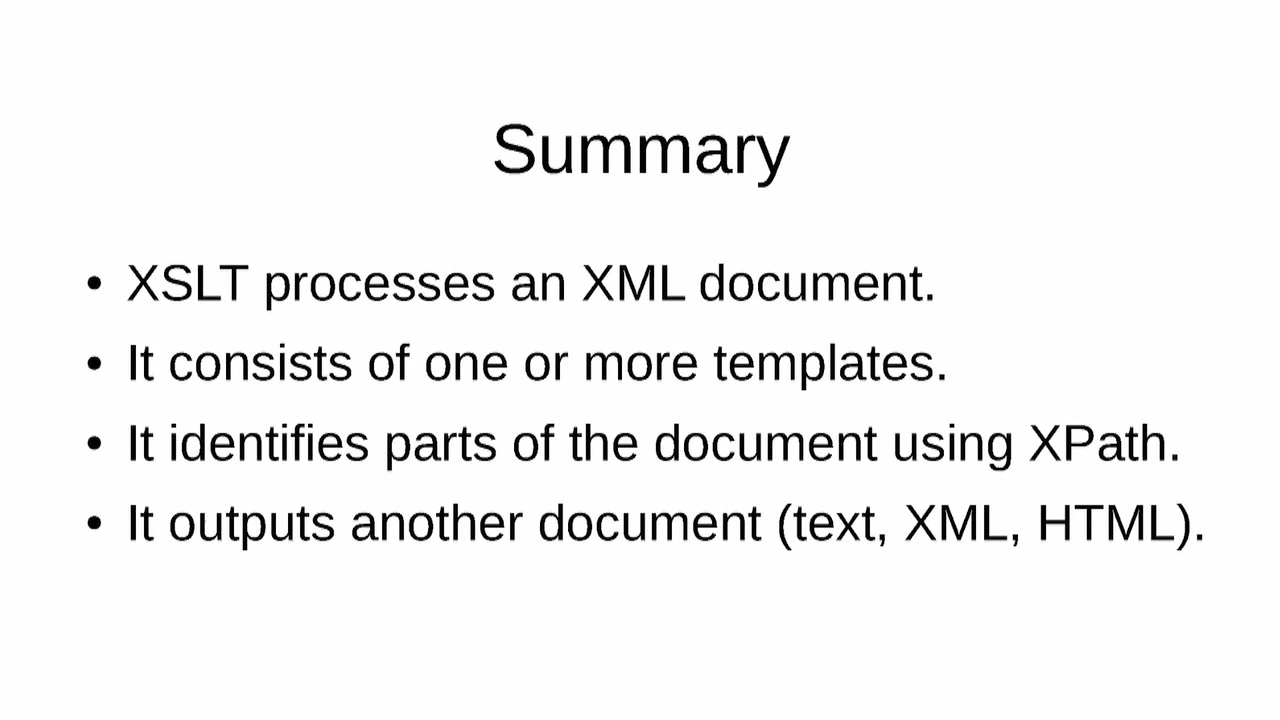 Summary
• XSLT processes an XML document.
• It consists of one or more templates.
• It identifies parts of the document using XPath.
• It outputs another document (text, XML, HTML).